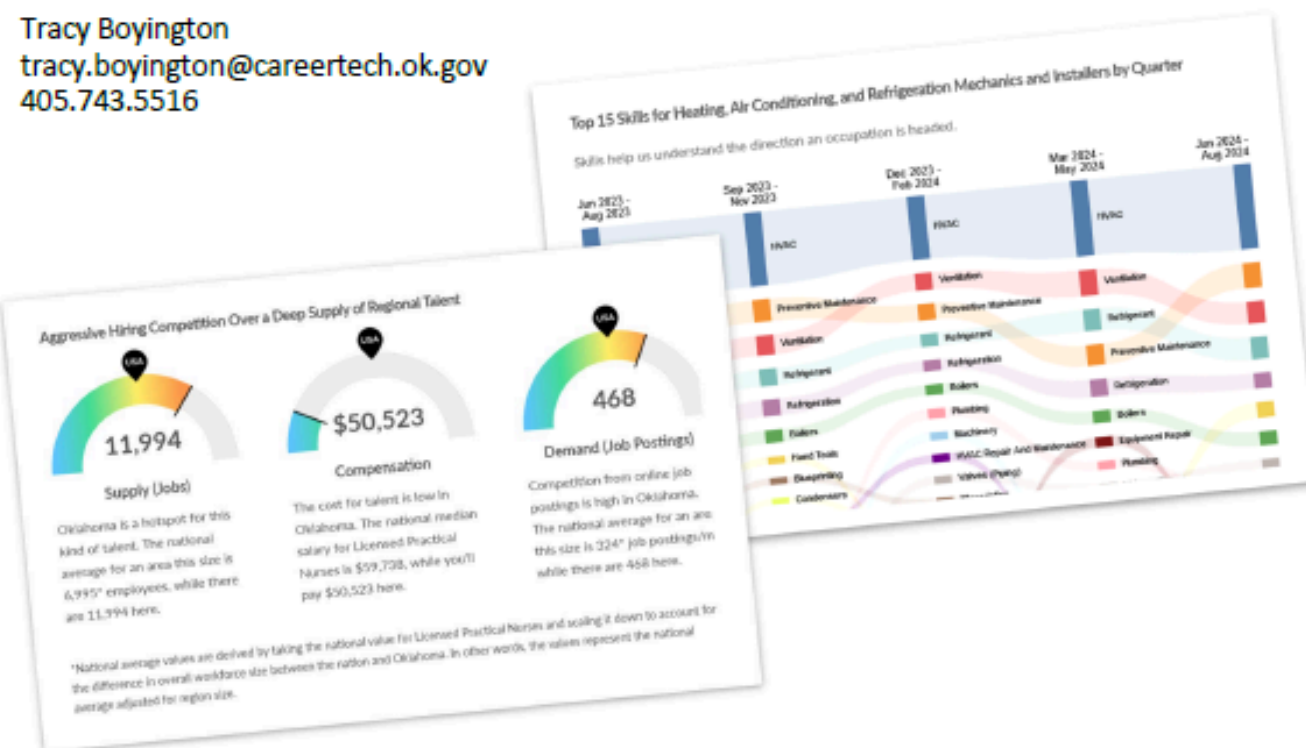 Tracy Boyington
tracy.boyington@careertech.ok.gov
405.743.5516
Top 15 Skills for Heating, Air Conditioning, and Refrigeration Mechanics and Installers by Quarter
Skills help us understand the direction an occupation is headed.
Jun 2023 -
Aug 2023
Sep 2023 -
Nov 2023
Dec 2023 -
Feb 2024
Mar 2024 -
May 2024
Jun 2024 -
Aug 2024
HVAC
Preventive Maintenance
Ventilation
Refrigerant
Refrigeration
Boilers
Hand Tools
Blueprinting
Condensers
HVAC
Ventilation
Preventive Maintenance
Refrigerant
Refrigeration
Boilers
Plumbing
Machinery
HVAC Repair And Maintenance
Valves (Piping)
HVAC
Ventilation
Refrigerant
Preventive Maintenance
Refrigeration
Boilers
Equipment Repair
Plumbing
Aggressive Hiring Competition Over a Deep Supply of Regional Talent
USA
11,994
Supply (Jobs)
Oklahoma is a hotspot for this
kind of talent. The national
average for an area this size is
6,995* employees, while there
are 11,994 here.
USA
$50,523
Compensation
The cost for talent is low in
Oklahoma. The national median
salary for Licensed Practical
Nurses is $59,738, while you'll
pay $50,523 here.
USA
468
Demand (Job Postings)
Competition from online job
postings is high in Oklahoma.
The national average for an are
this size is 324* job postings/m
while there are 468 here.
*National average values are derived by taking the national value for Licensed Practical Nurses and scaling it down to account for
the difference in overall workforce size between the nation and Oklahoma. In other words, the values represent the national
average adjusted for region size.